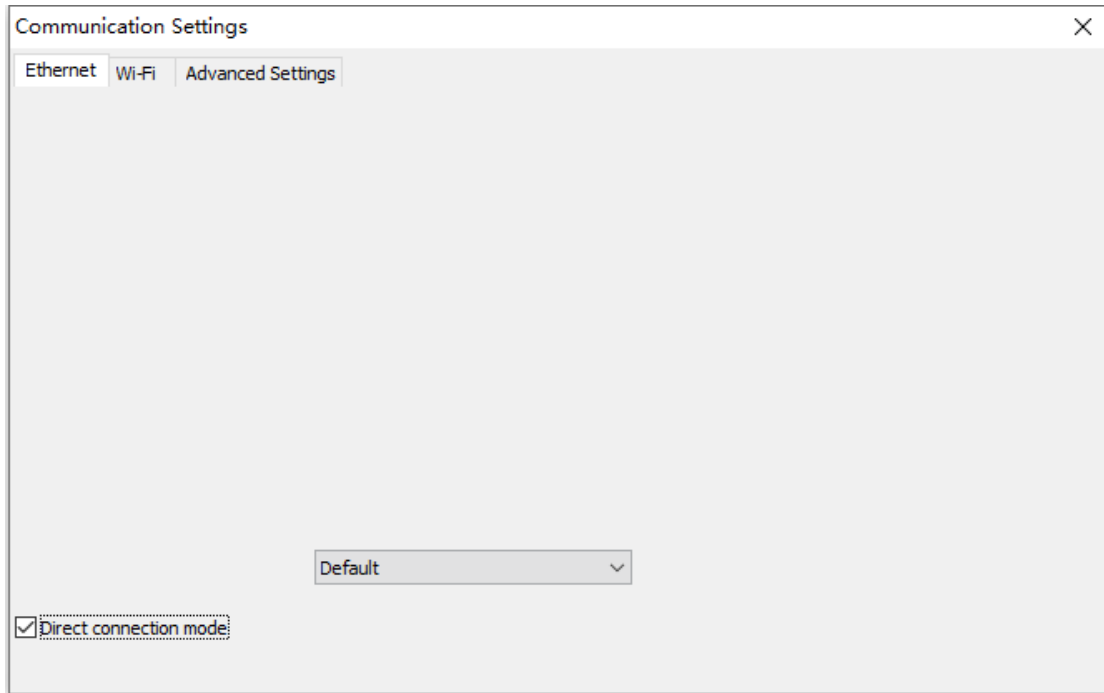 Communication Settings
Ethernet Wi-Fi Advanced Settings
Default
Direct connection mode